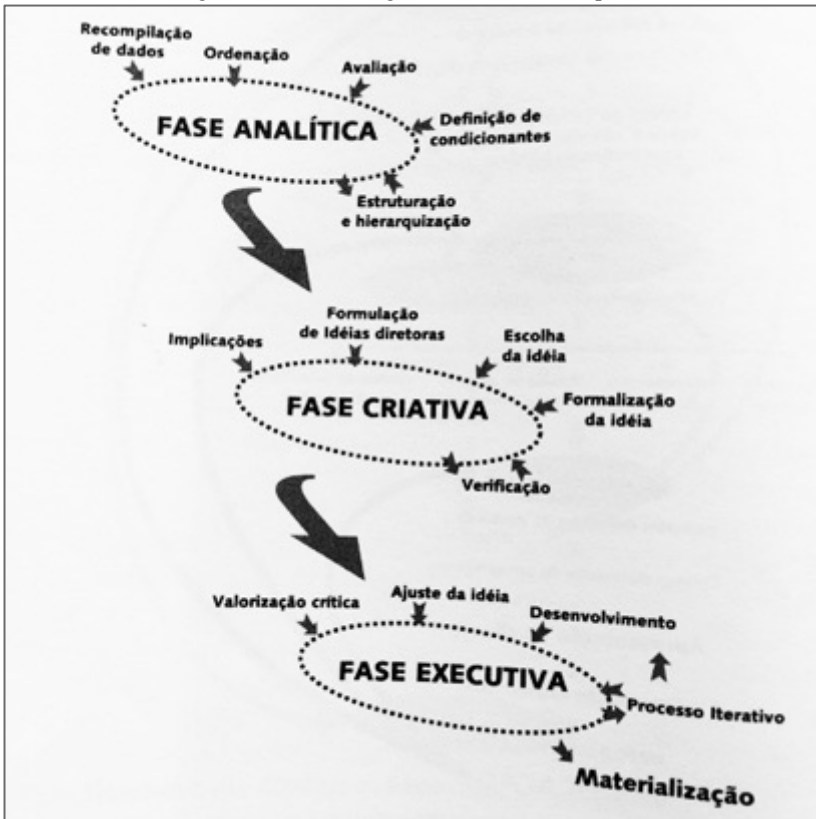 Recompilação
de dados
Ordenação
Avaliação
Definição de
condicionantes
FASE ANALÍTICA
Estruturação
e hierarquização
Formulação
de Idéias diretoras
Implicações
Escolha
da idéia
Formalização
da idéia
FASE CRIATIVA
Verificação
Valorização crítica
Ajuste da idéia
Desenvolvimento
FASE EXECUTIVA
Processo Iterativo
Materialização